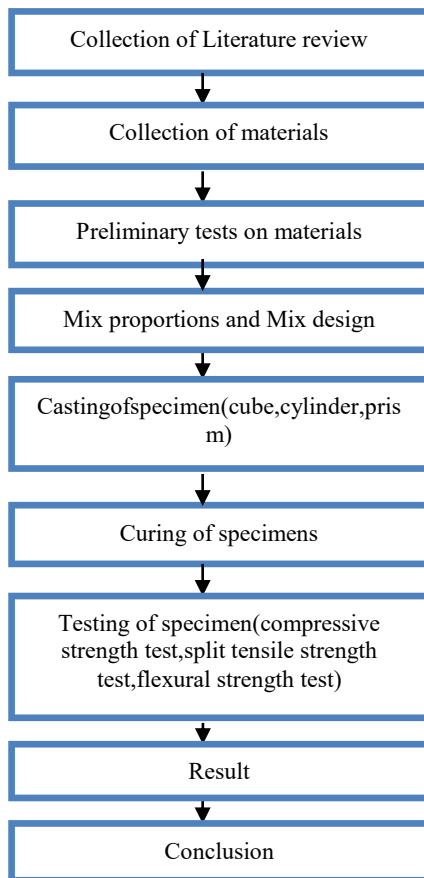 Collection of Literature review
Collection of materials
Preliminary tests on materials
Mix proportions and Mix design
Castingofspecimen(cube,cylinder,pris
m)
Curing of specimens
Testing of specimen(compressive
strength test,split tensile strength
test,flexural strength test)
Result
Conclusion